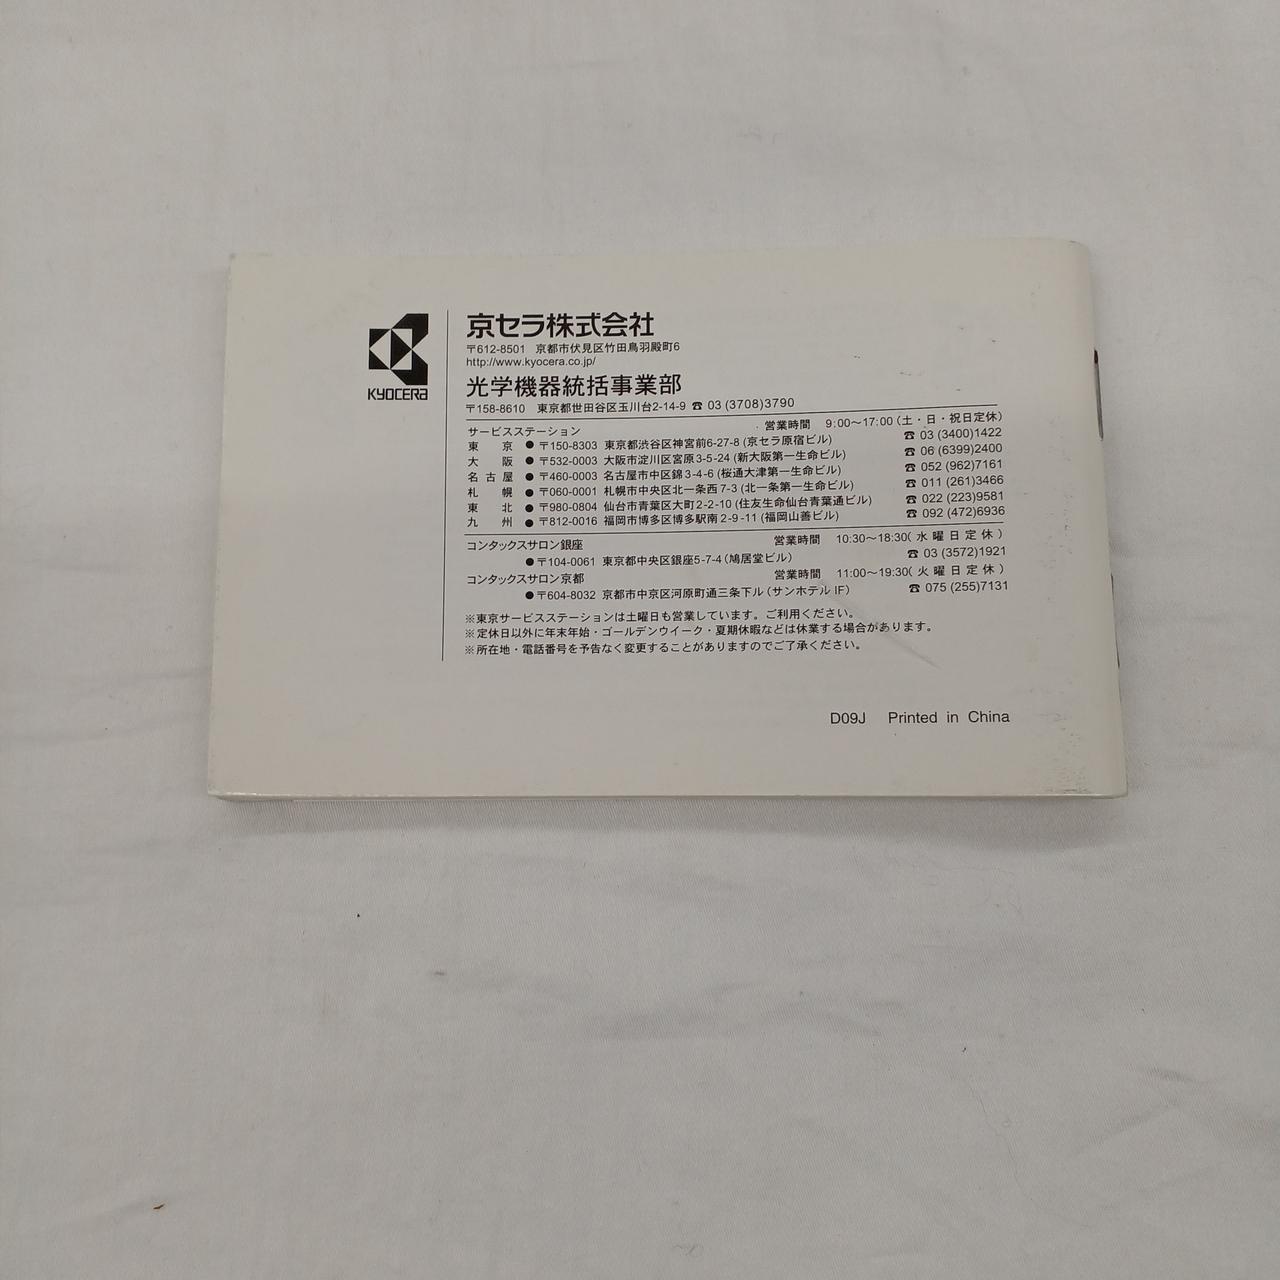 KYOCERA
京セラ株式会社
〒612-8501 京都市伏見区竹田鳥羽殿町6
http://www.kyocera.co.jp/
光学機器統括事業部
〒158-8610 東京都世田谷区玉川台2-14-9 ☎ 03 (3708)3790
サービスステーション 営業時間 9:00〜17:00(土・日・祝日定休)
東京 ● 〒150-8303 東京都渋谷区神宮前6-27-8 (京セラ原宿ビル) ☎ 03 (3400)1422
大阪 ● 〒532-0003 大阪市淀川区宮原3-5-24 (新大阪第一生命ビル) ☎ 06 (6399)2400
名古屋 ● 〒460-0003 名古屋市中区錦3-4-6 (桜通大津第一生命ビル) ☎ 052 (962)7161
札幌 ● 〒060-0001 札幌市中央区北一条西7-3 (北一条第一生命ビル) ☎ 011 (261)3466
東北 ● 〒980-0804 仙台市青葉区大町2-2-10 (住友生命仙台青葉通ビル) ☎ 022 (223)9581
九州 ● 〒812-0016 福岡市博多区博多駅南2-9-11 (福岡山善ビル) ☎ 092 (472)6936
コンタックスサロン銀座 営業時間 10:30〜18:30(水曜日定休)
● 〒104-0061 東京都中央区銀座5-7-4 (鳩居堂ビル) ☎ 03 (3572)1921
コンタックスサロン京都 営業時間 11:00〜19:30(火曜日定休)
● 〒604-8032 京都市中京区河原町通三条下ル (サンホテル IF) ☎ 075 (255)7131
※東京サービスステーションは土曜日も営業しています。ご利用ください。
※定休日以外に年末年始・ゴールデンウイーク・夏期休暇などは休業する場合があります。
※所在地・電話番号を予告なく変更することがありますのでご了承ください。
D09J Printed in China